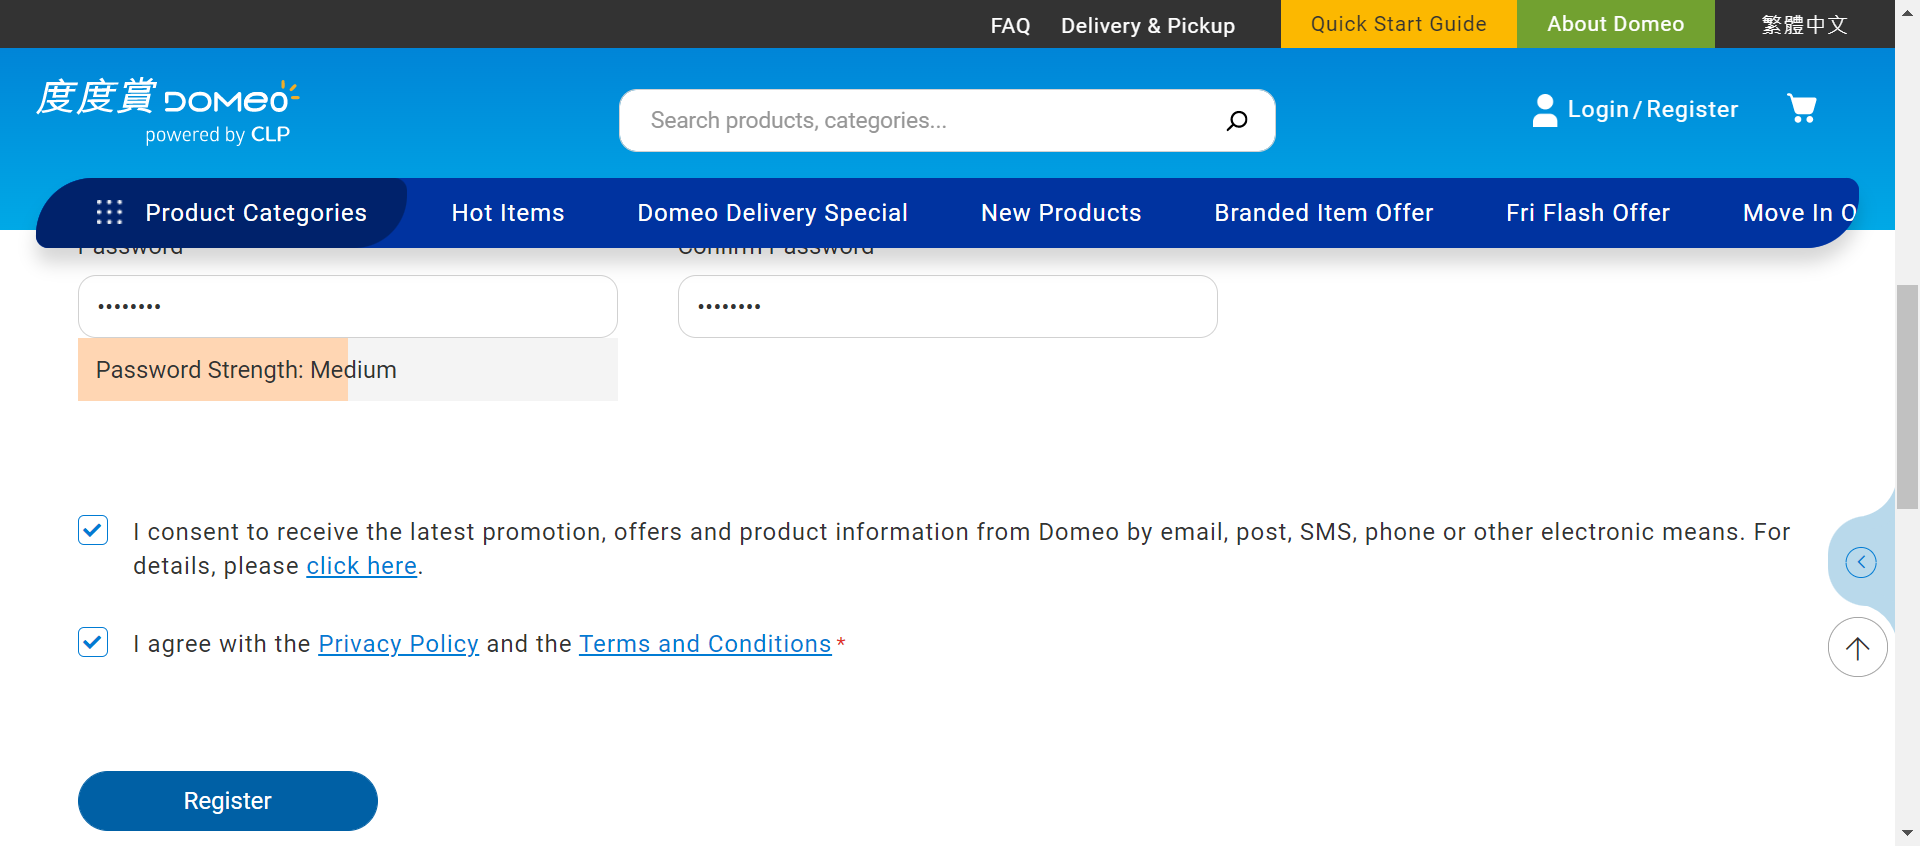 FAQ Delivery & Pickup Quick Start Guide About Domeo 繁體中文
度度賞 DOMeO
powered by CLP
Search products, categories...
Login / Register
Product Categories Hot Items Domeo Delivery Special New Products Branded Item Offer Fri Flash Offer Move In O
Password Confirm Password
Password Strength: Medium
I consent to receive the latest promotion, offers and product information from Domeo by email, post, SMS, phone or other electronic means. For
details, please click here.
I agree with the Privacy Policy and the Terms and Conditions *
Register